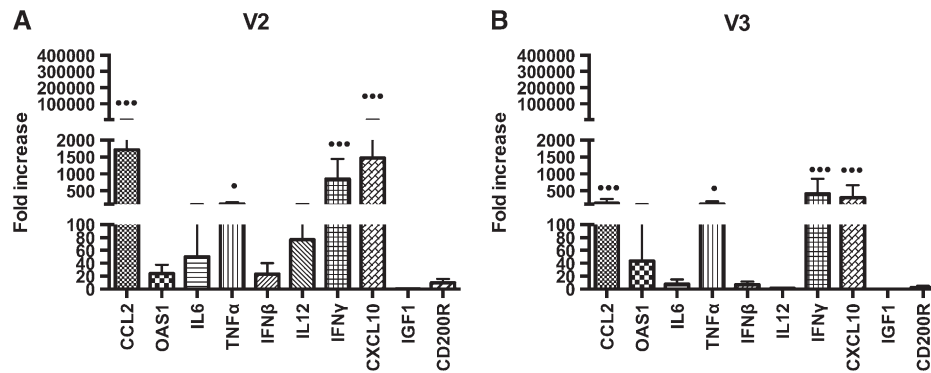 A
V2
Fold increase
400000
300000
200000
100000
2000
1500
1000
500
100
80
60
40
20
0
CCL2
OAS1
IL6
TNFα
IFNβ
IL12
IFNγ
CXCL10
IGF1
CD200R
B
V3
Fold increase
400000
300000
200000
100000
2000
1500
1000
500
100
80
60
40
20
0
CCL2
OAS1
IL6
TNFα
IFNβ
IL12
IFNγ
CXCL10
IGF1
CD200R